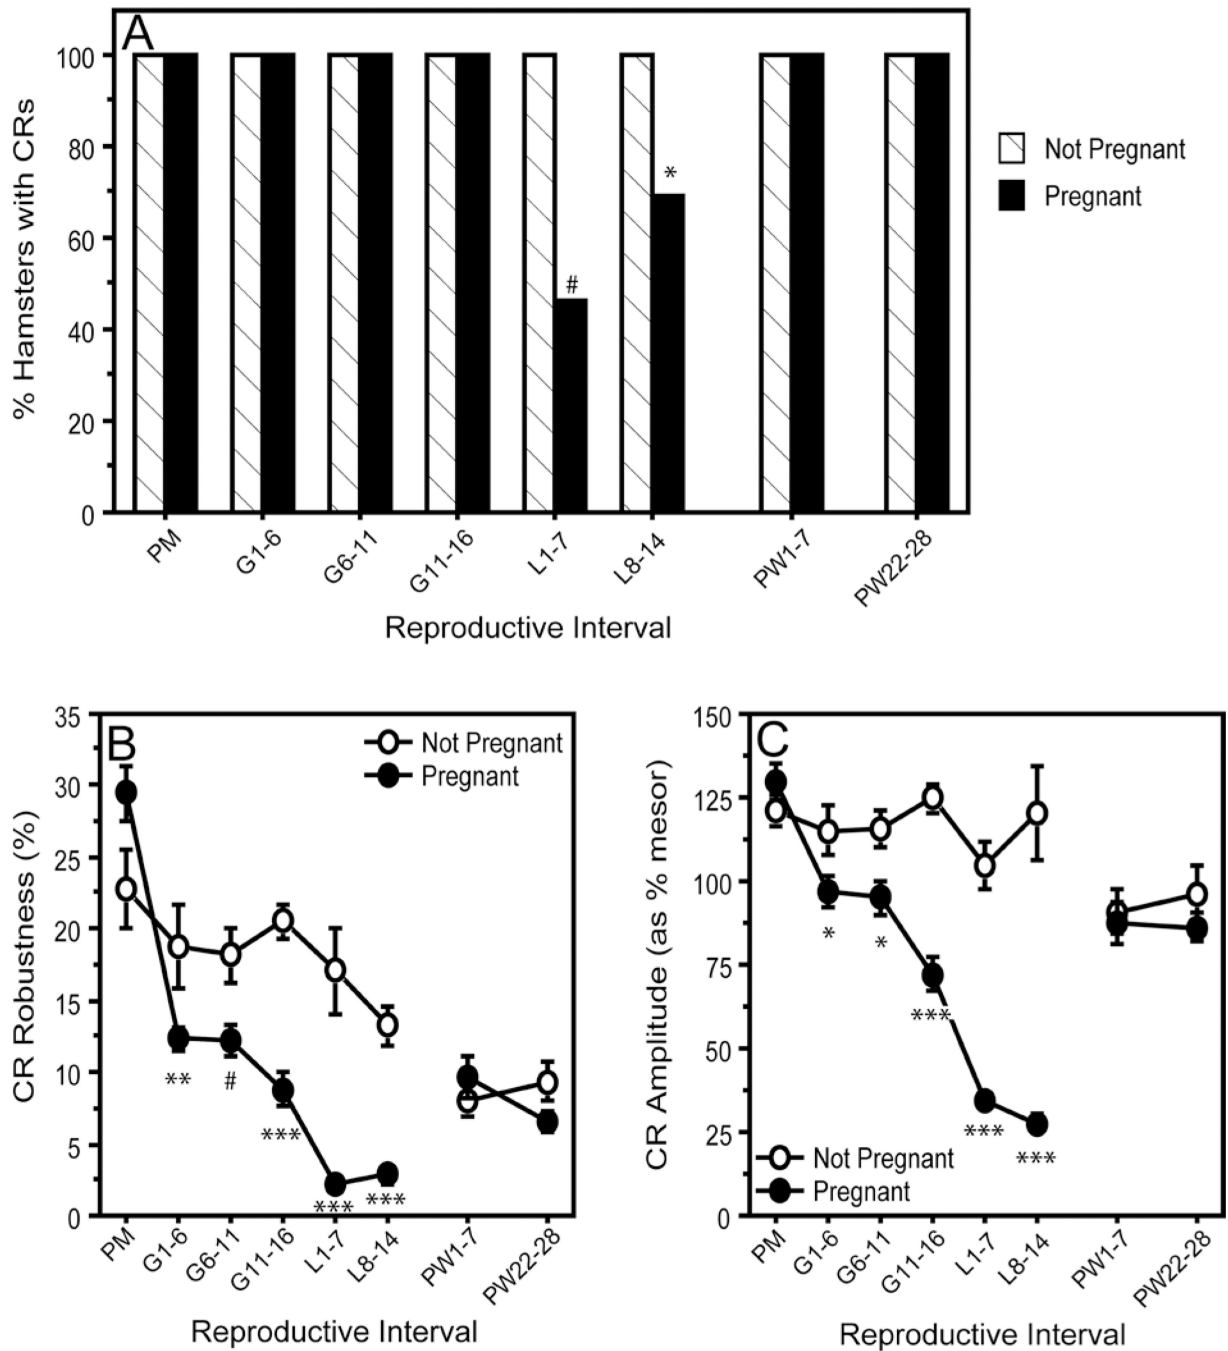 A
% Hamsters with CRs
100
80
60
40
20
0
#
*
Not Pregnant
Pregnant
PM
G1-6
G6-11
G11-16
L1-7
L8-14
PW1-7
PW22-28
Reproductive Interval
B
CR Robustness (%)
35
30
25
20
15
10
5
0
Not Pregnant
Pregnant
**
#
***
***
***
PM
G1-6
G6-11
G11-16
L1-7
L8-14
PW1-7
PW22-28
Reproductive Interval
C
CR Amplitude (as % mesor)
150
125
100
75
50
25
0
*
*
***
***
***
Not Pregnant
Pregnant
PM
G1-6
G6-11
G11-16
L1-7
L8-14
PW1-7
PW22-28
Reproductive Interval